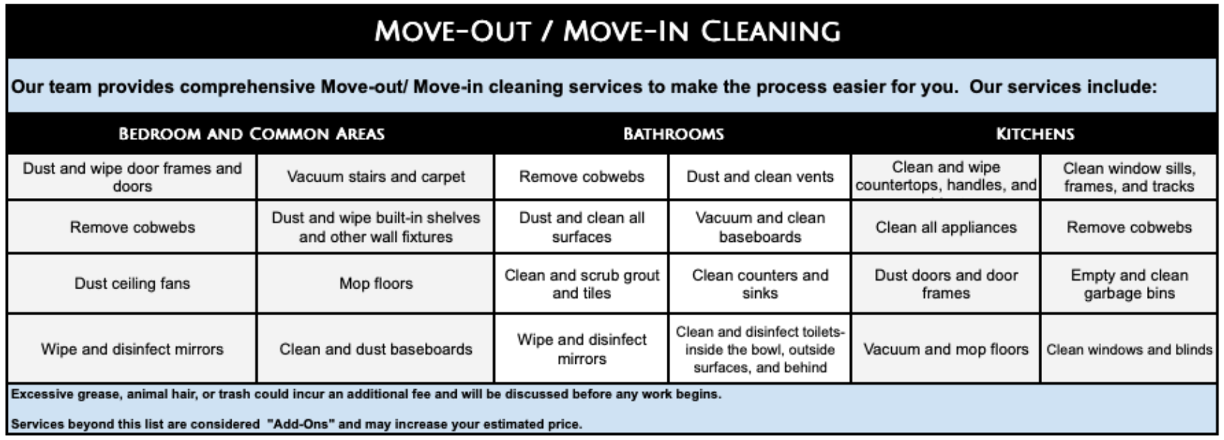 MOVE-OUT / MOVE-IN CLEANING
Our team provides comprehensive Move-out/ Move-in cleaning services to make the process easier for you. Our services include:
BEDROOM AND COMMON AREAS
BATHROOMS
KITCHENS
Dust and wipe door frames and
doors
Vacuum stairs and carpet
Remove cobwebs
Dust and clean vents
Clean and wipe
countertops, handles, and
Clean window sills,
frames, and tracks
Remove cobwebs
Dust and wipe built-in shelves
and other wall fixtures
Dust and clean all
surfaces
Vacuum and clean
baseboards
Clean all appliances
Remove cobwebs
Dust ceiling fans
Mop floors
Clean and scrub grout
and tiles
Clean counters and
sinks
Dust doors and door
frames
Empty and clean
garbage bins
Wipe and disinfect mirrors
Clean and dust baseboards
Wipe and disinfect
mirrors
Clean and disinfect toilets-
inside the bowl, outside
surfaces, and behind
Vacuum and mop floors
Clean windows and blinds
Excessive grease, animal hair, or trash could incur an additional fee and will be discussed before any work begins.
Services beyond this list are considered "Add-Ons" and may increase your estimated price.